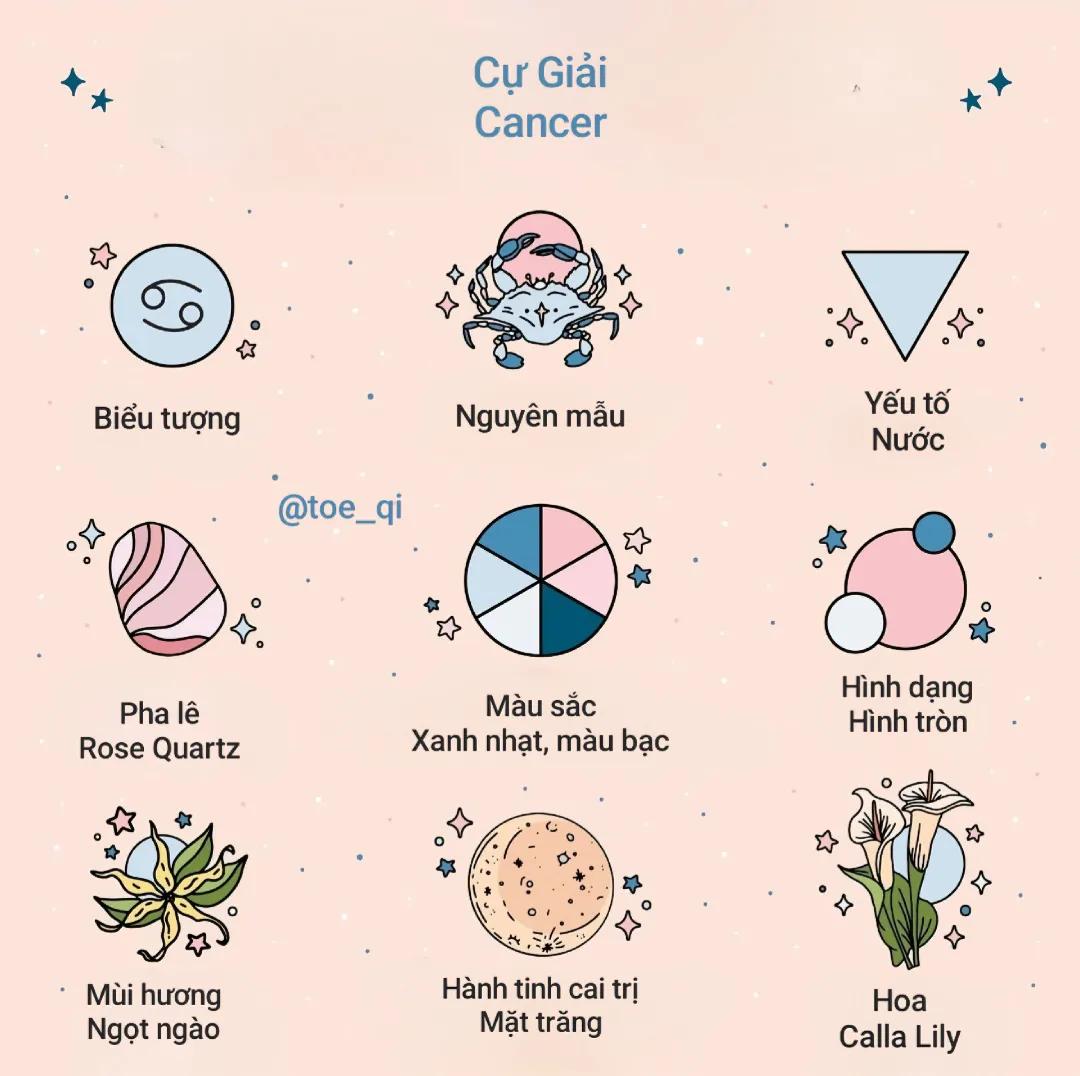 Cự Giải
Cancer
Biểu tượng
Nguyên mẫu
Yếu tố
Nước
@toe_qi
Pha lê
Rose Quartz
Màu sắc
Xanh nhạt, màu bạc
Hình dạng
Hình tròn
Mùi hương
Ngọt ngào
Hành tinh cai trị
Mặt trăng
Hoa
Calla Lily